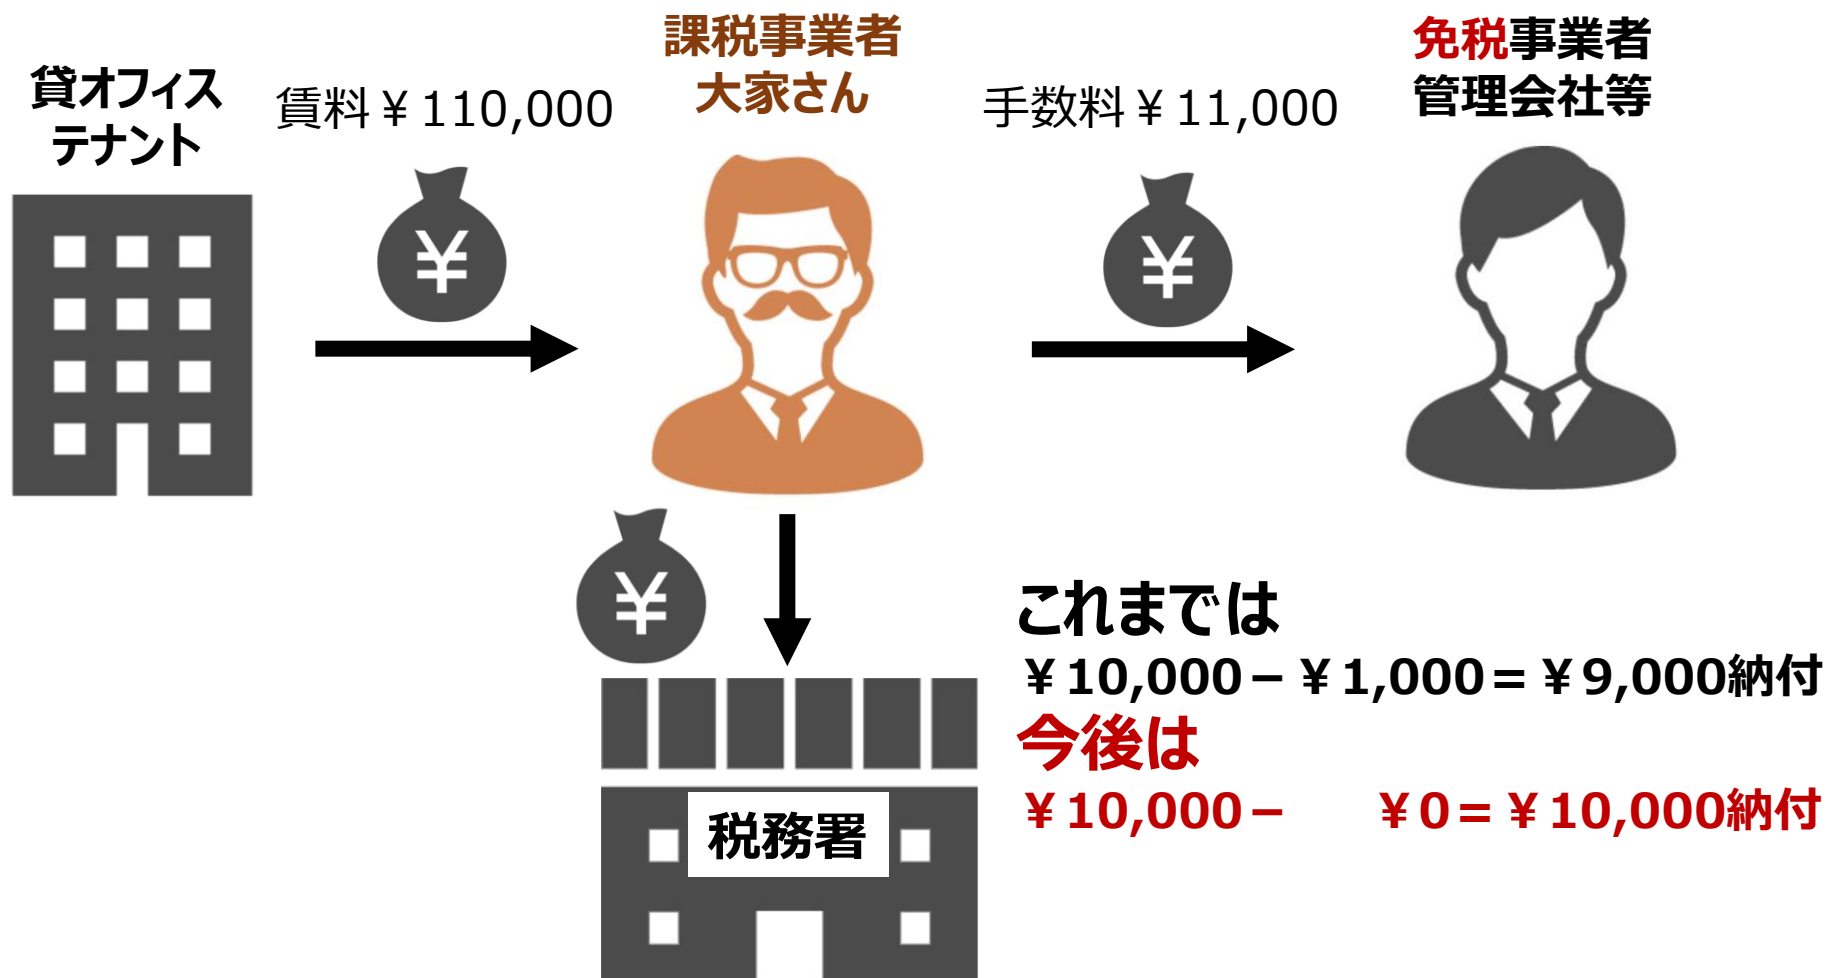 貸オフィス
テナント
賃料￥110,000
￥
課税事業者
大家さん
手数料￥11,000
￥
免税事業者
管理会社等
￥
税務署
これまでは
￥10,000－￥1,000＝￥9,000納付
今後は
￥10,000－　￥0＝￥10,000納付